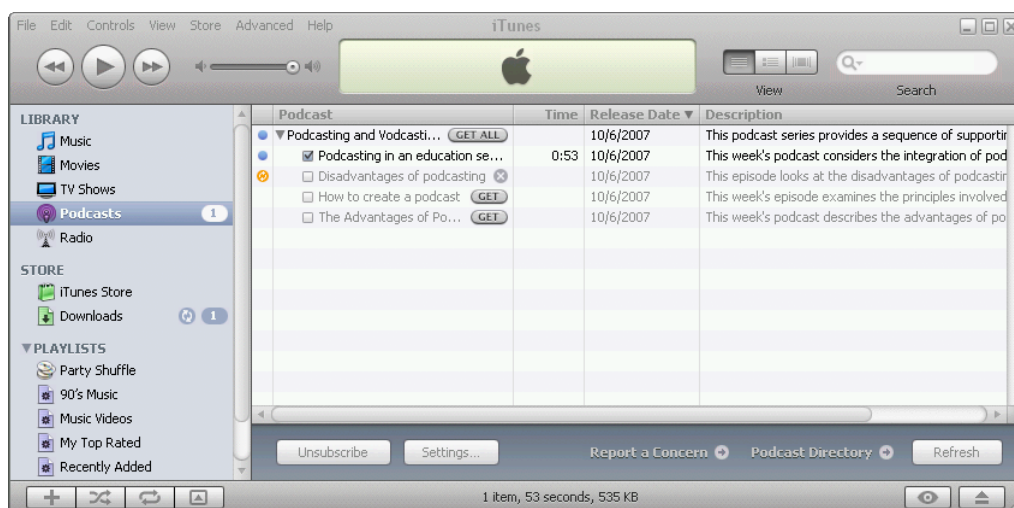 File Edit Controls View Store Advanced Help
iTunes
View
Search
LIBRARY
Music
Movies
TV Shows
Podcasts 1
Radio
STORE
iTunes Store
Downloads 1
PLAYLISTS
Party Shuffle
90's Music
Music Videos
My Top Rated
Recently Added
Podcast Time Release Date Description
Podcasting and Vodcasti... GET ALL 10/6/2007 This podcast series provides a sequence of supportin
Podcasting in an education se... 0:53 10/6/2007 This week's podcast considers the integration of pod
Disadvantages of podcasting 10/6/2007 This episode looks at the disadvantages of podcastin
How to create a podcast GET 10/6/2007 This week's episode examines the principles involved
The Advantages of Po... GET 10/6/2007 This week's podcast describes the advantages of po
Unsubscribe Settings... Report a Concern Podcast Directory Refresh
1 item, 53 seconds, 535 KB